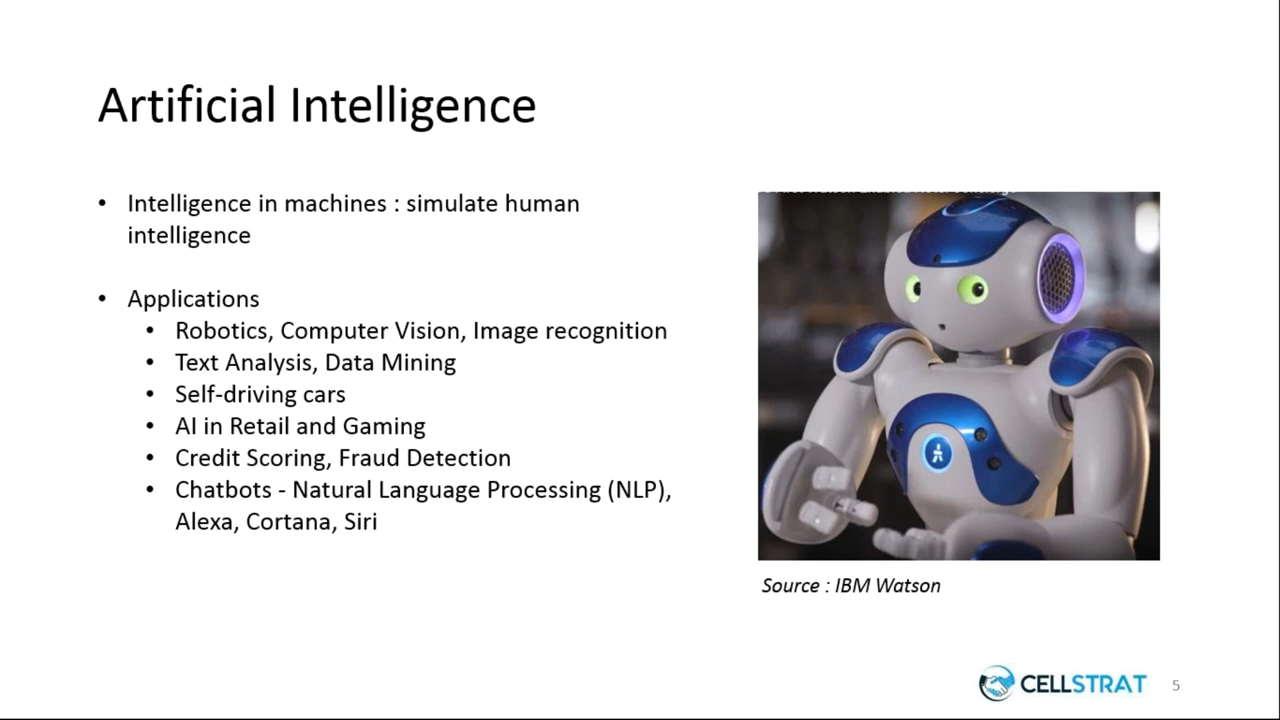 Artificial Intelligence
• Intelligence in machines : simulate human
intelligence
• Applications
• Robotics, Computer Vision, Image recognition
• Text Analysis, Data Mining
• Self-driving cars
• AI in Retail and Gaming
• Credit Scoring, Fraud Detection
• Chatbots - Natural Language Processing (NLP),
Alexa, Cortana, Siri
Source : IBM Watson
CELLSTRAT
5